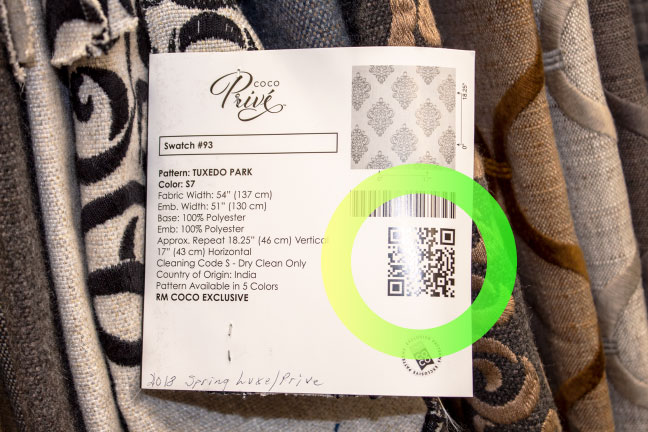 COCO
Privé
Swatch #93
18.25"
0"
Pattern: TUXEDO PARK
Color: S7
Fabric Width: 54" (137 cm)
Emb. Width: 51" (130 cm)
Base: 100% Polyester
Emb: 100% Polyester
Approx. Repeat 18.25" (46 cm) Vertical
17" (43 cm) Horizontal
Cleaning Code S - Dry Clean Only
Country of Origin: India
Pattern Available in 5 Colors
RM COCO EXCLUSIVE
2018 Spring Luxe/Prive